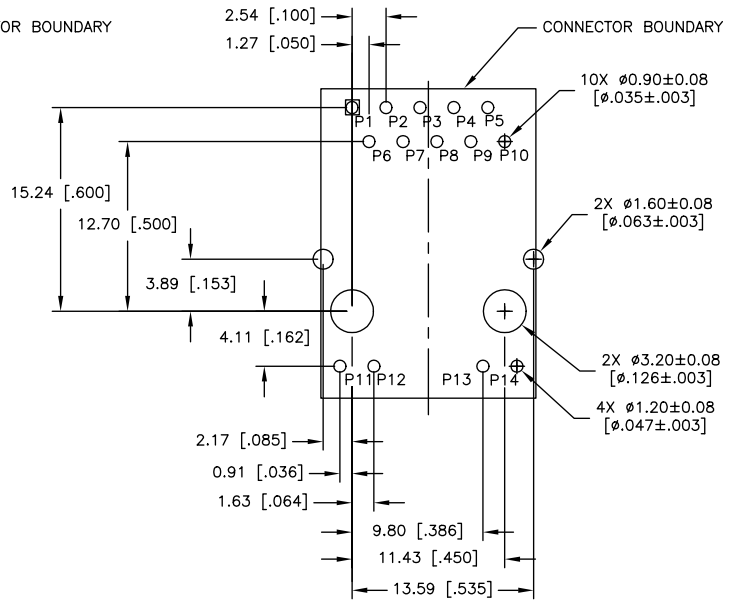 OR BOUNDARY
2.54 [.100]
CONNECTOR BOUNDARY
1.27 [.050]
10X ø0.90±0.08
[ø.035±.003]
P1 P2 P3 P4 P5
P6 P7 P8 P9 P10
15.24 [.600]
12.70 [.500]
2X ø1.60±0.08
[ø.063±.003]
3.89 [.153]
4.11 [.162]
2X ø3.20±0.08
[ø.126±.003]
P11 P12 P13 P14
4X ø1.20±0.08
[ø.047±.003]
2.17 [.085]
0.91 [.036]
1.63 [.064]
9.80 [.386]
11.43 [.450]
13.59 [.535]